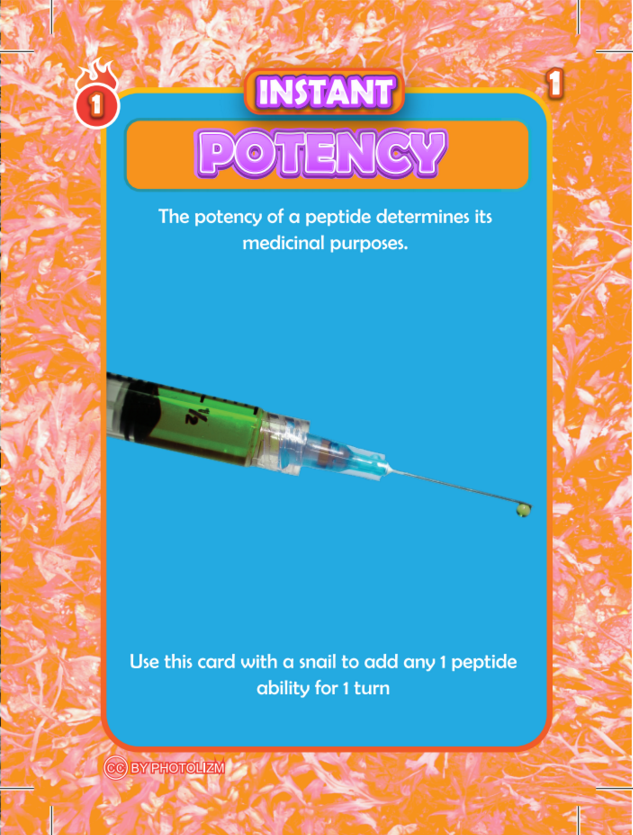 1
INSTANT
1
POTENCY
The potency of a peptide determines its
medicinal purposes.
½
Use this card with a snail to add any 1 peptide
ability for 1 turn
CC BY PHOTOLIZM